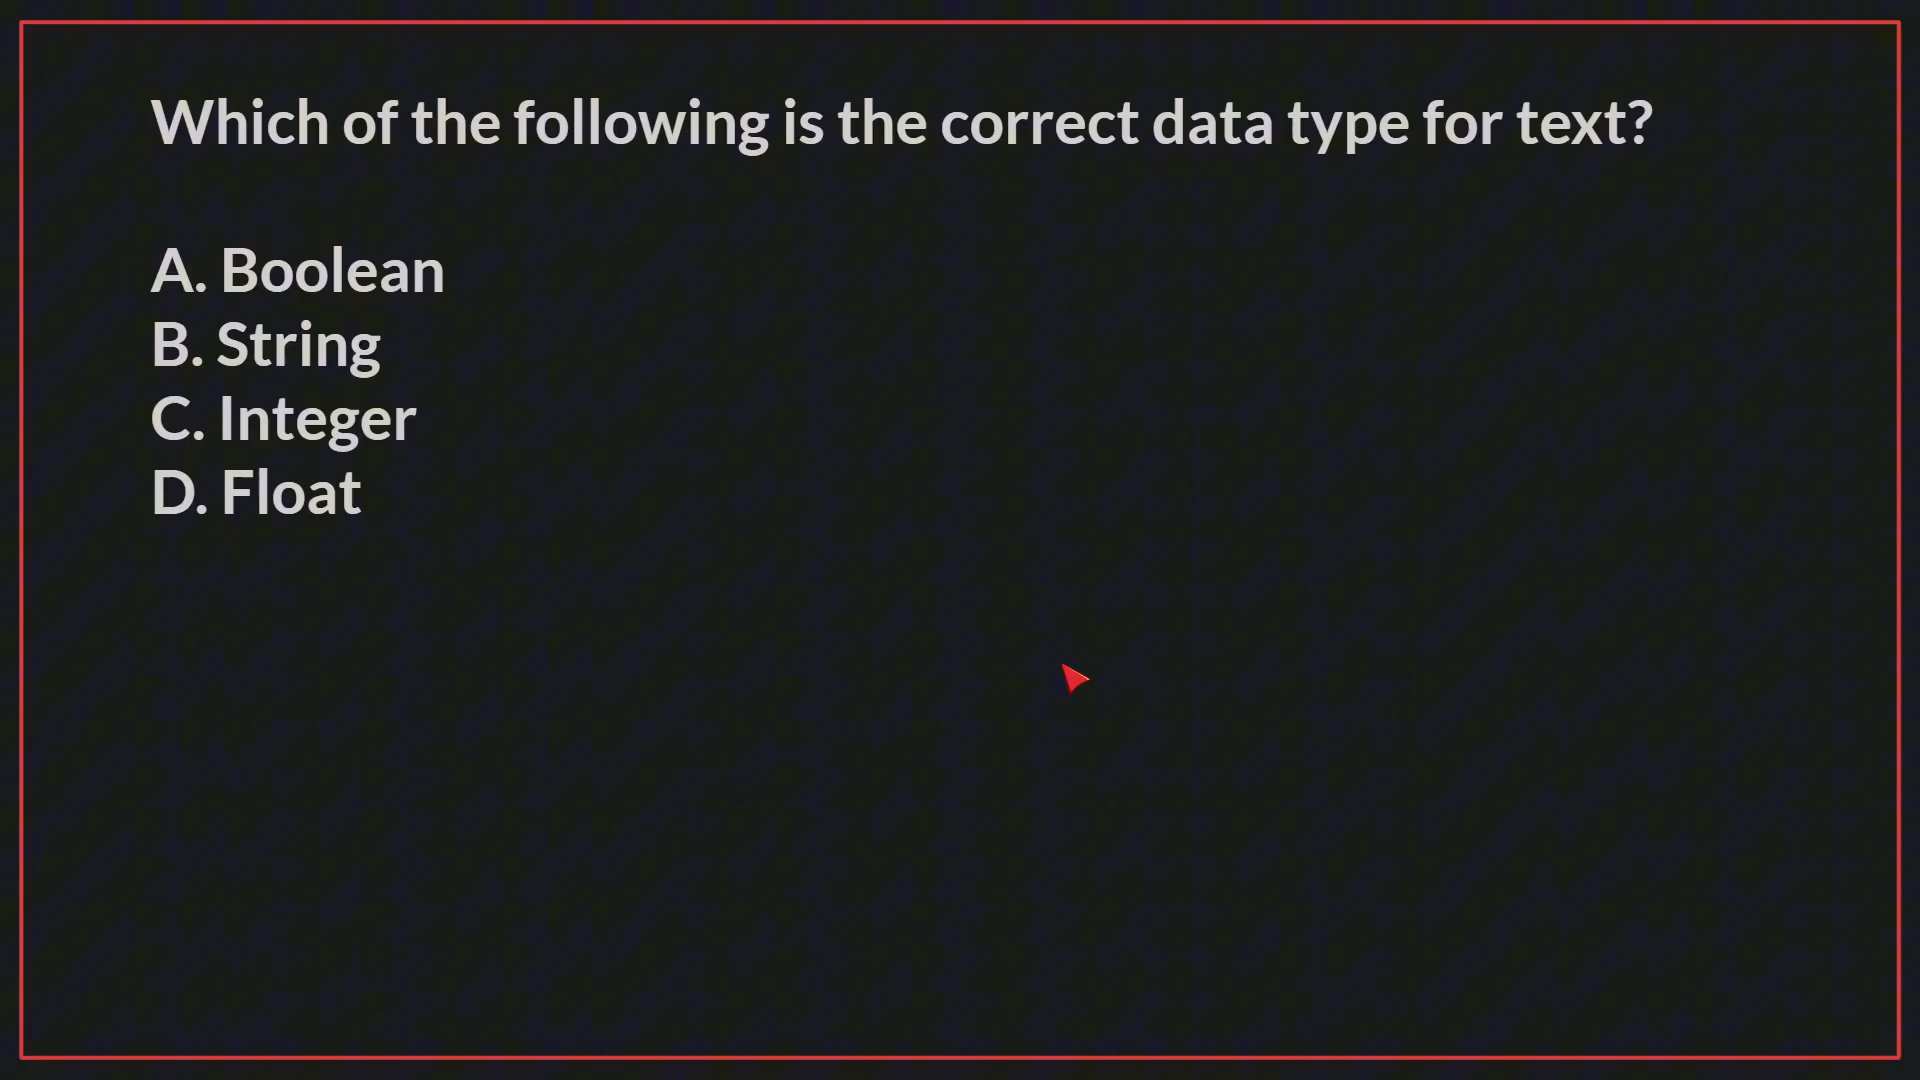 Which of the following is the correct data type for text?
A. Boolean
B. String
C. Integer
D. Float